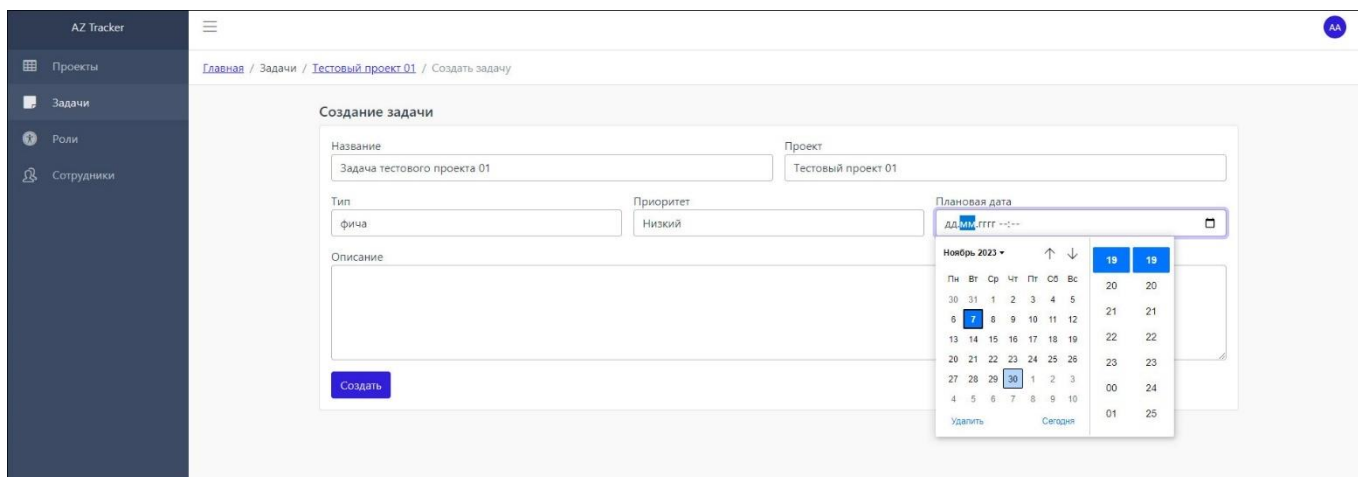 AZ Tracker
AA
Проекты
Главная / Задачи / Тестовый проект 01 / Создать задачу
Задачи
Роли
Сотрудники
Создание задачи
Название Проект
Задача тестового проекта 01 Тестовый проект 01
Тип Приоритет Плановая дата
фича Низкий дд.мм.гггг --:--
Описание
Ноябрь 2023
Пн Вт Ср Чт Пт Сб Вс
30 31 1 2 3 4 5
6 7 8 9 10 11 12
13 14 15 16 17 18 19
20 21 22 23 24 25 26
27 28 29 30 1 2 3
4 5 6 7 8 9 10
Удалить Сегодня
19 19
20 20
21 21
22 22
23 23
00 24
01 25
Создать